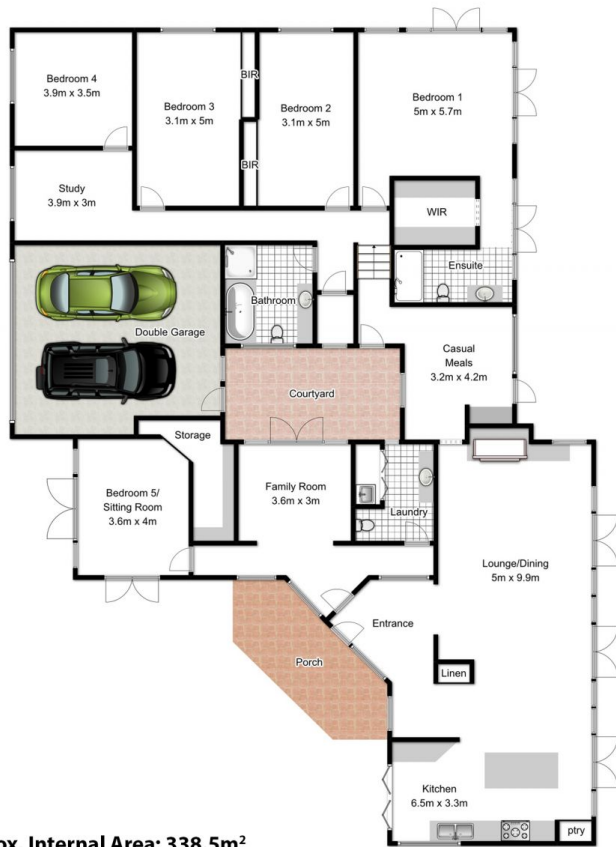 Bedroom 4
3.9m x 3.5m
Bedroom 3
3.1m x 5m
BIR
BIR
Bedroom 2
3.1m x 5m
Bedroom 1
5m x 5.7m
Study
3.9m x 3m
WIR
Ensuite
Bathroom
Double Garage
Casual
Meals
3.2m x 4.2m
Courtyard
Storage
Bedroom 5/
Sitting Room
3.6m x 4m
Family Room
3.6m x 3m
Laundry
Lounge/Dining
5m x 9.9m
Entrance
Porch
Linen
Kitchen
6.5m x 3.3m
ptry
ox. Internal Area: 338.5m²